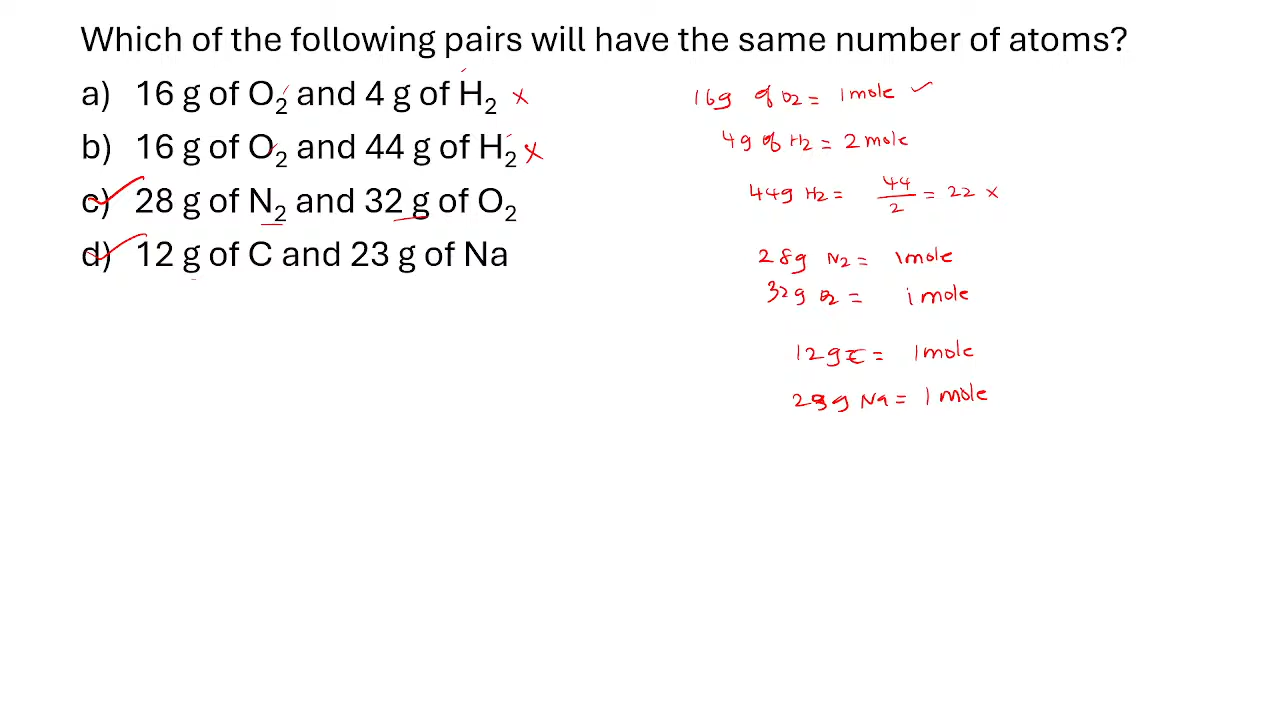 Which of the following pairs will have the same number of atoms?
a) 16 g of O₂ and 4 g of H₂ ×
b) 16 g of O₂ and 44 g of H₂ ×
c) 28 g of N₂ and 32 g of O₂
d) 12 g of C and 23 g of Na
16g of O₂ = 1 mole ✓
4g of H₂ = 2 mole
44g H₂ = 44/2 = 22 ×
28g N₂ = 1 mole
32g O₂ = 1 mole
12g C = 1 mole
23g Na = 1 mole